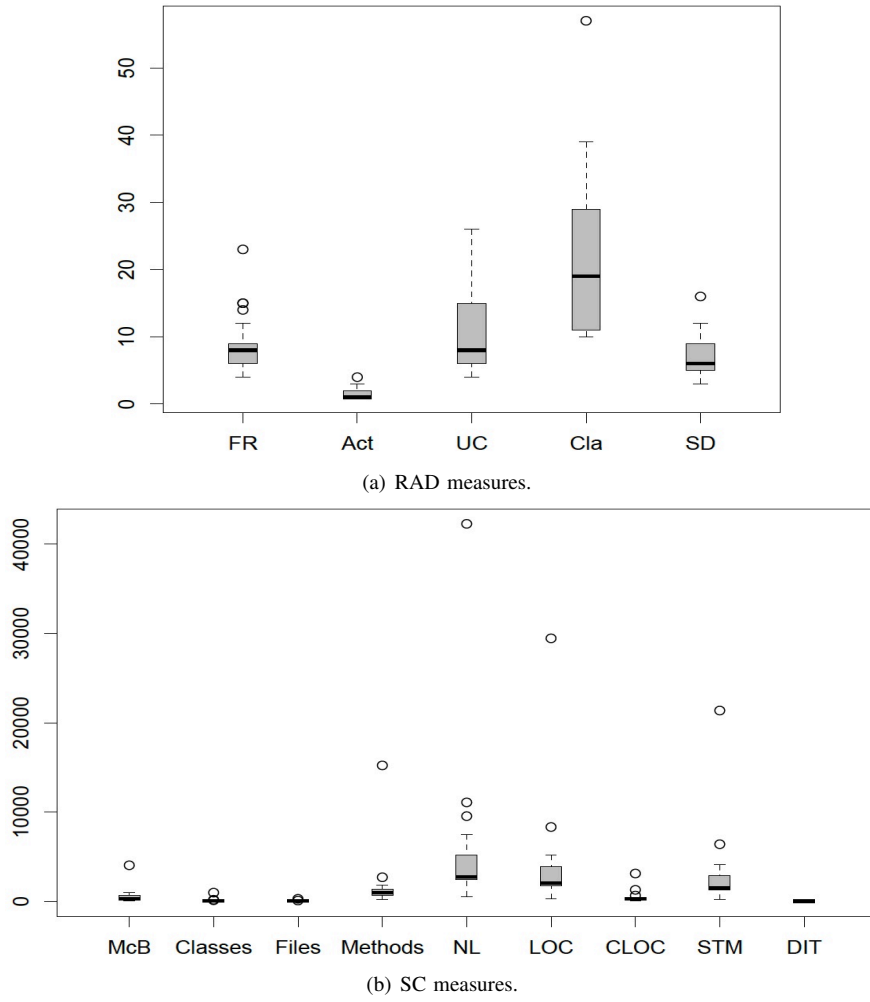 50
40
30
20
10
0
FR Act UC Cla SD
(a) RAD measures.
40000
30000
20000
10000
0
McB Classes Files Methods NL LOC CLOC STM DIT
(b) SC measures.